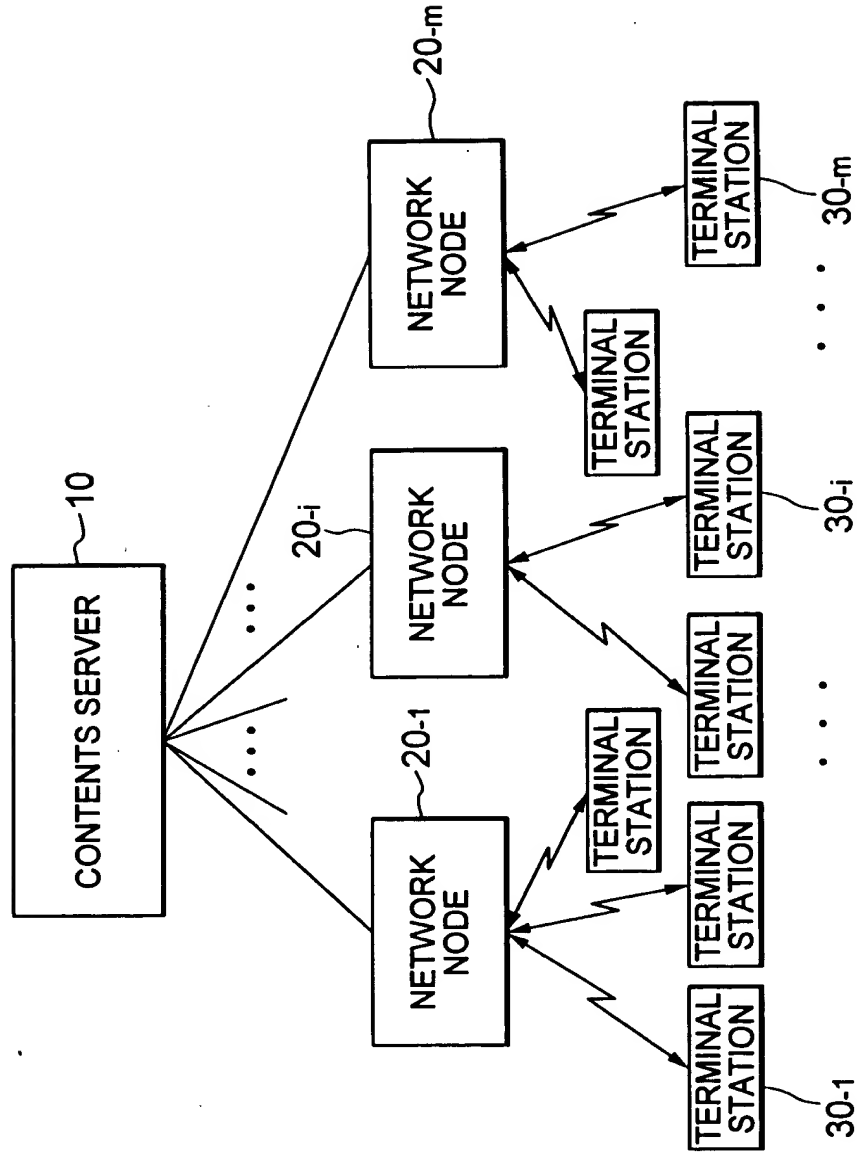 CONTENTS SERVER
10
20-1
20-i
20-m
NETWORK
NODE
NETWORK
NODE
NETWORK
NODE
TERMINAL
STATION
TERMINAL
STATION
TERMINAL
STATION
TERMINAL
STATION
TERMINAL
STATION
TERMINAL
STATION
TERMINAL
STATION
30-1
30-i
30-m